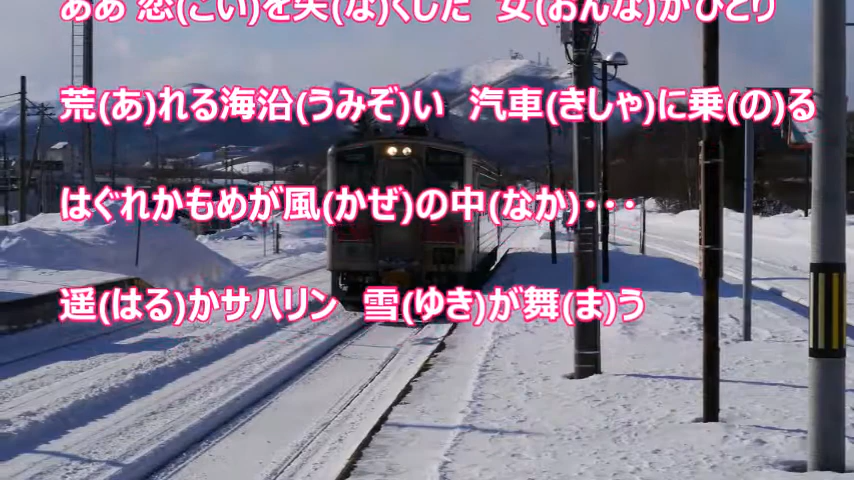 ああ 恋(こい)を失(な)くした 女(おんな)がひとり
荒(あ)れる海沿(うみぞ)い 汽車(きしゃ)に乗(の)る
はぐれかもめが風(かぜ)の中(なか)･･･
遥(はる)かサハリン 雪(ゆき)が舞(ま)う